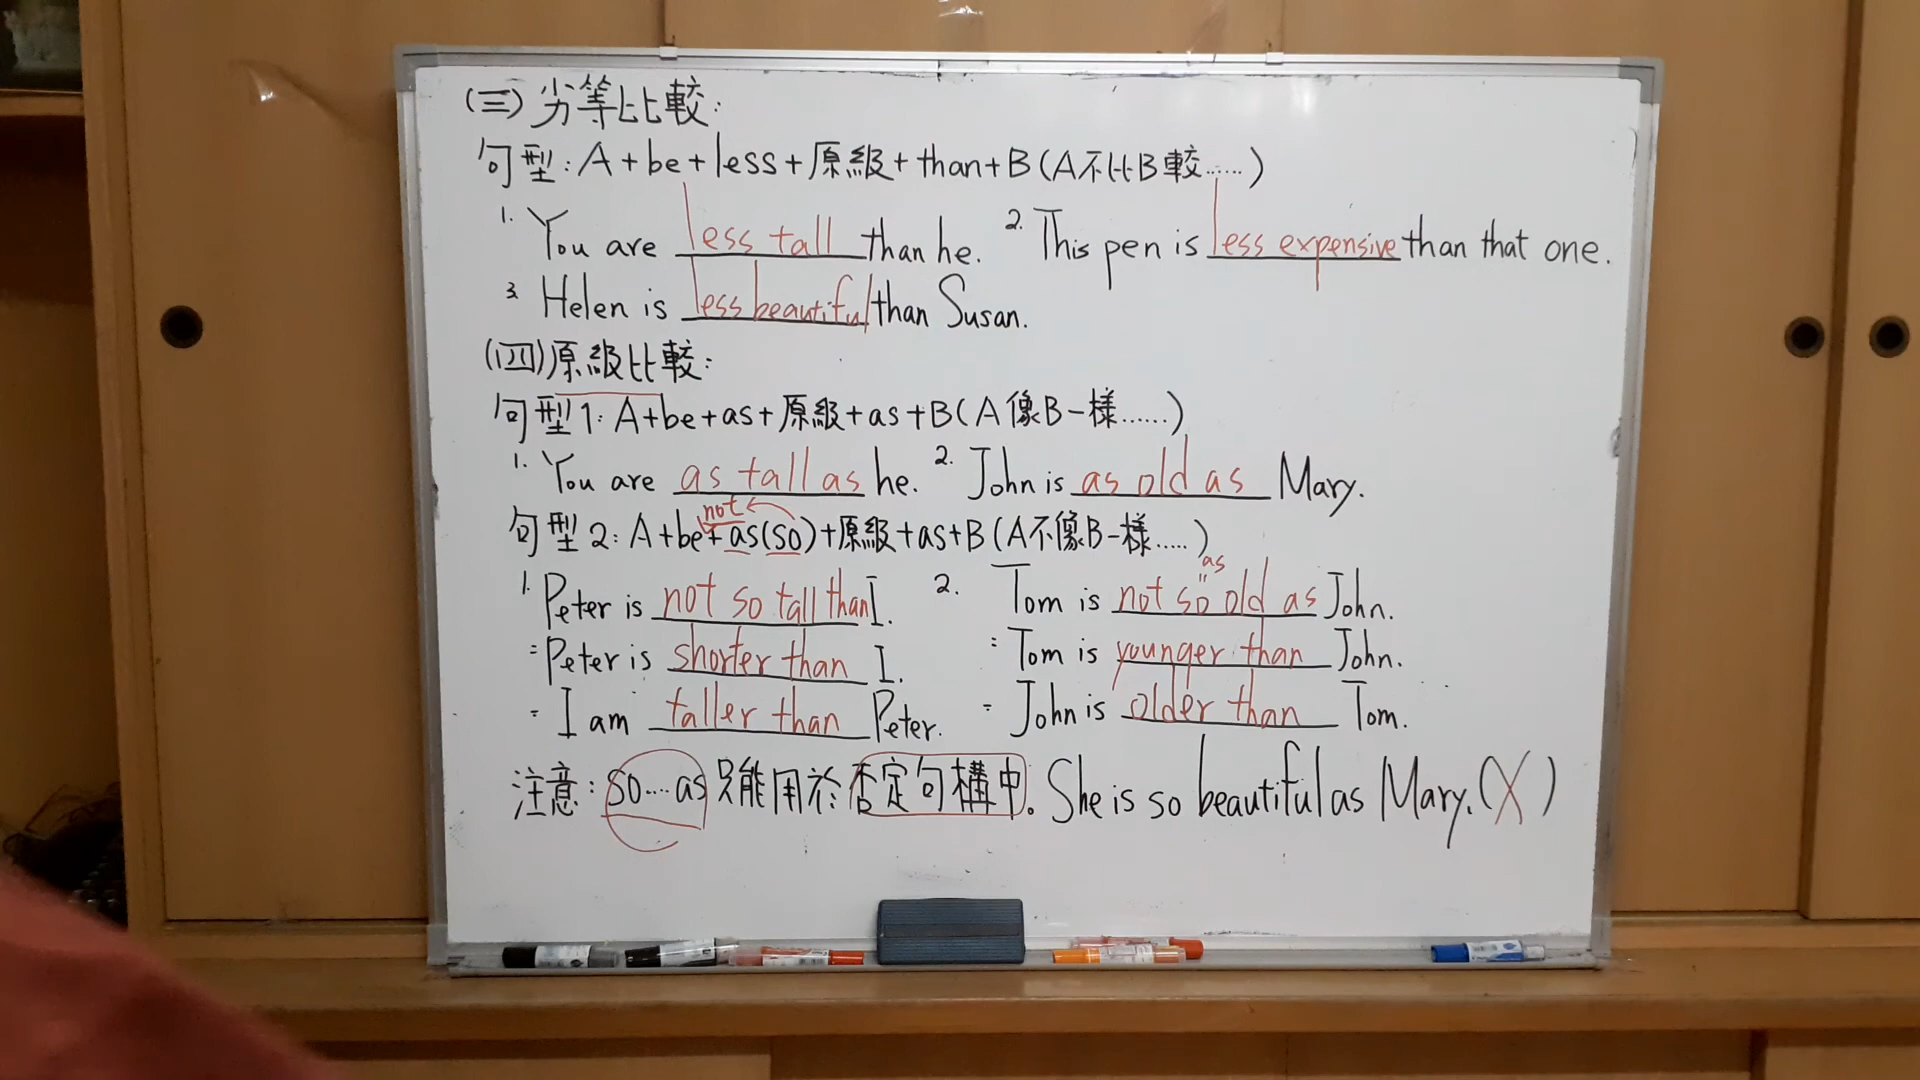 (三)劣等比較:
句型:A+be+less+原級+than+B(A不比B較......)
1. You are less tall than he. 2. This pen is less expensive than that one.
3. Helen is less beautiful than Susan.
(四)原級比較:
句型1:A+be+as+原級+as+B(A像B一樣......)
1. You are as tall as he. 2. John is as old as Mary.
not
句型2:A+be+as(so)+原級+as+B(A不像B一樣.....)
as
1. Peter is not so tall than I. 2. Tom is not so old as John.
=Peter is shorter than I. =Tom is younger than John.
=I am taller than Peter. =John is older than Tom.
注意:so....as只能用於否定句構中。She is so beautiful as Mary.(X)